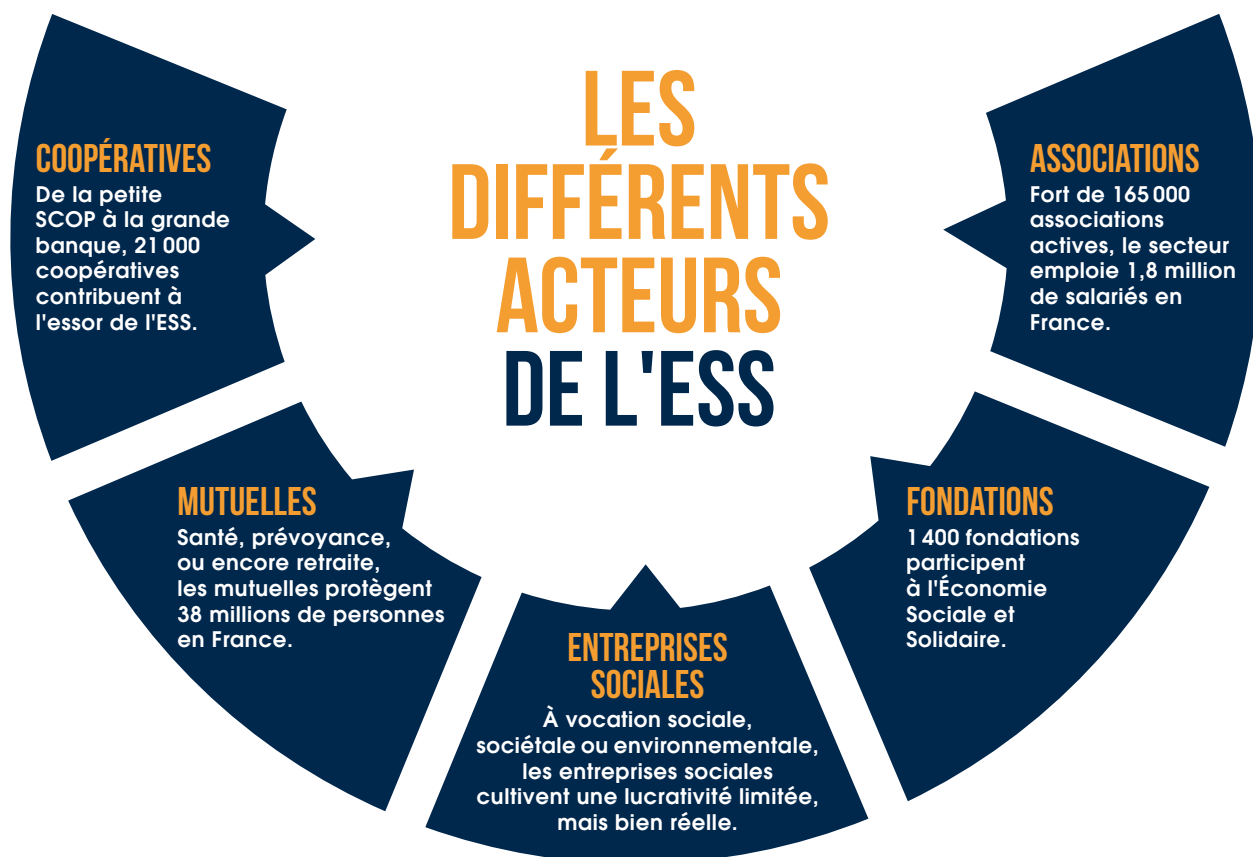 LES
DIFFÉRENTS
ACTEURS
DE L'ESS
COOPÉRATIVES
De la petite
SCOP à la grande
banque, 21 000
coopératives
contribuent à
l'essor de l'ESS.
MUTUELLES
Santé, prévoyance,
ou encore retraite,
les mutuelles protègent
38 millions de personnes
en France.
ENTREPRISES
SOCIALES
À vocation sociale,
sociétale ou environnementale,
les entreprises sociales
cultivent une lucrativité limitée,
mais bien réelle.
FONDATIONS
1 400 fondations
participent
à l'Économie
Sociale et
Solidaire.
ASSOCIATIONS
Fort de 165 000
associations
actives, le secteur
emploie 1,8 million
de salariés en
France.